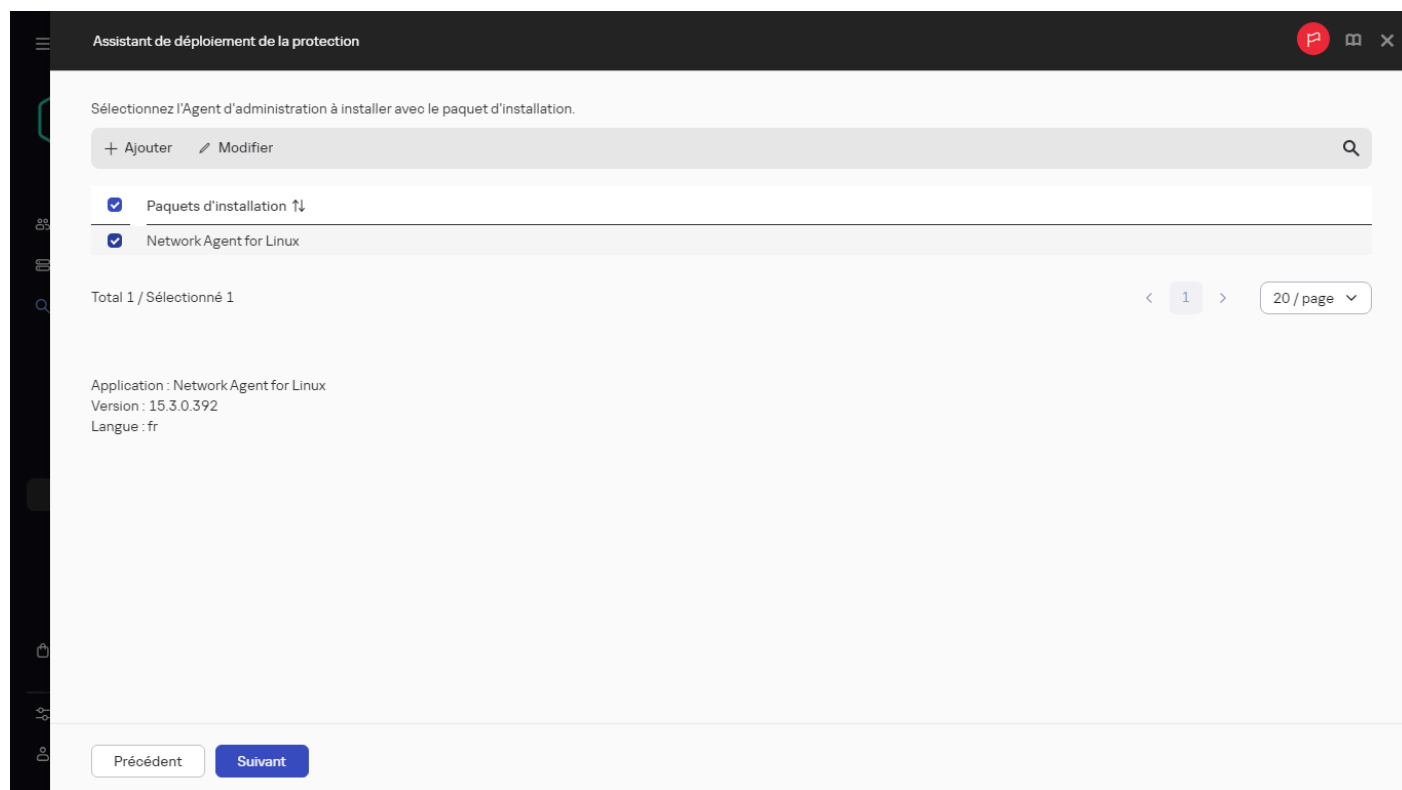 Assistant de déploiement de la protection
Sélectionnez l'Agent d'administration à installer avec le paquet d'installation.
Ajouter Modifier
Paquets d'installation
Network Agent for Linux
Total 1 / Sélectionné 1
1
20 / page
Application : Network Agent for Linux
Version : 15.3.0.392
Langue : fr
Précédent Suivant